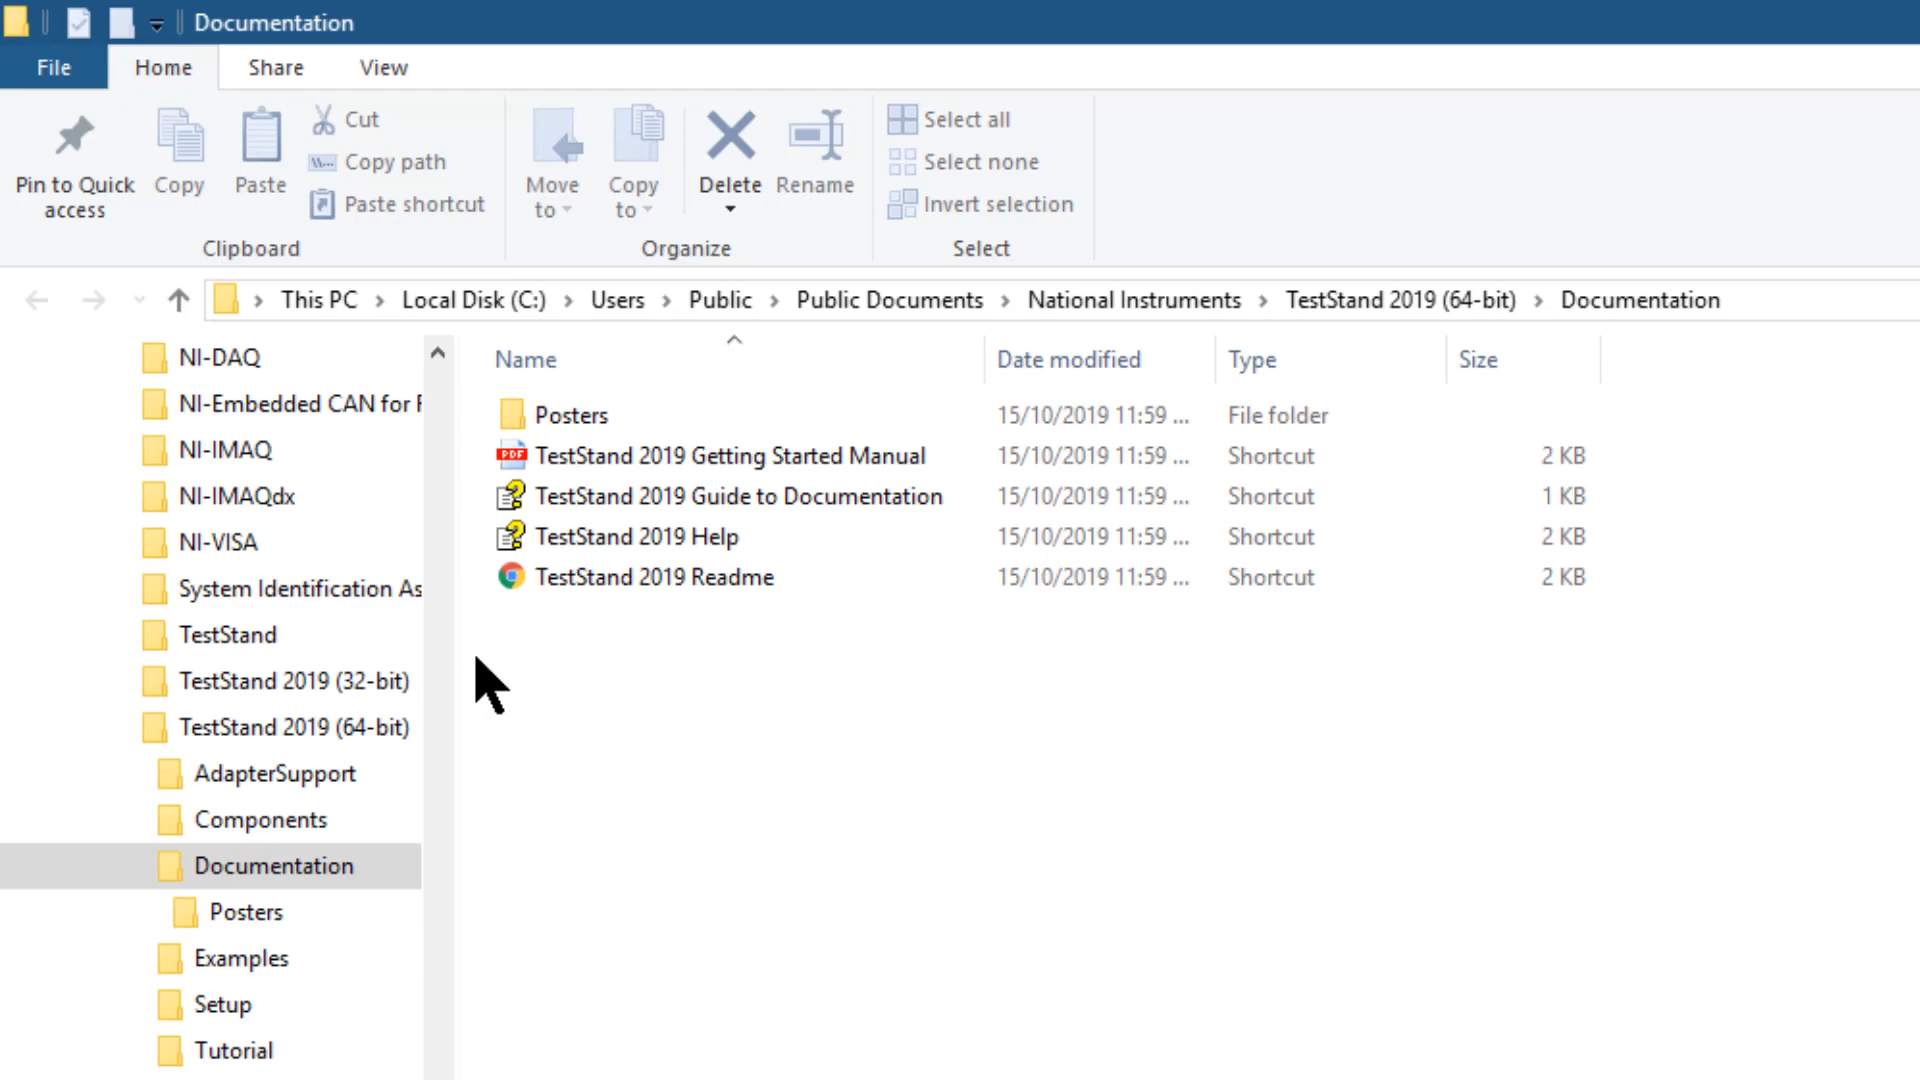 Documentation
File Home Share View
Pin to Quick access
Copy
Paste
Cut
Copy path
Paste shortcut
Clipboard
Move to
Copy to
Delete
Rename
Organize
Select all
Select none
Invert selection
Select
This PC Local Disk (C:) Users Public Public Documents National Instruments TestStand 2019 (64-bit) Documentation
NI-DAQ
NI-Embedded CAN for
NI-IMAQ
NI-IMAQdx
NI-VISA
System Identification As
TestStand
TestStand 2019 (32-bit)
TestStand 2019 (64-bit)
AdapterSupport
Components
Documentation
Posters
Examples
Setup
Tutorial
Name Date modified Type Size
Posters 15/10/2019 11:59 ... File folder
PDF TestStand 2019 Getting Started Manual 15/10/2019 11:59 ... Shortcut 2 KB
TestStand 2019 Guide to Documentation 15/10/2019 11:59 ... Shortcut 1 KB
TestStand 2019 Help 15/10/2019 11:59 ... Shortcut 2 KB
TestStand 2019 Readme 15/10/2019 11:59 ... Shortcut 2 KB